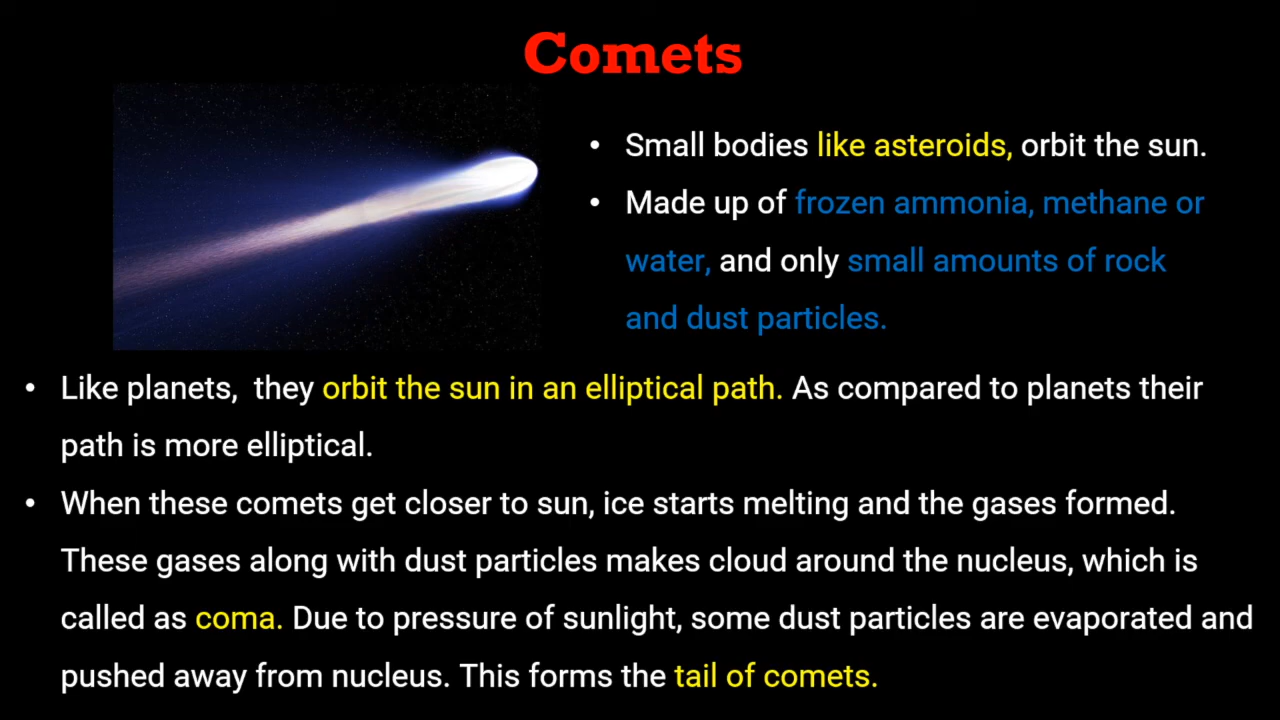 Comets
• Small bodies like asteroids, orbit the sun.
• Made up of frozen ammonia, methane or
water, and only small amounts of rock
and dust particles.
• Like planets,  they orbit the sun in an elliptical path. As compared to planets their
path is more elliptical.
• When these comets get closer to sun, ice starts melting and the gases formed.
These gases along with dust particles makes cloud around the nucleus, which is
called as coma. Due to pressure of sunlight, some dust particles are evaporated and
pushed away from nucleus. This forms the tail of comets.